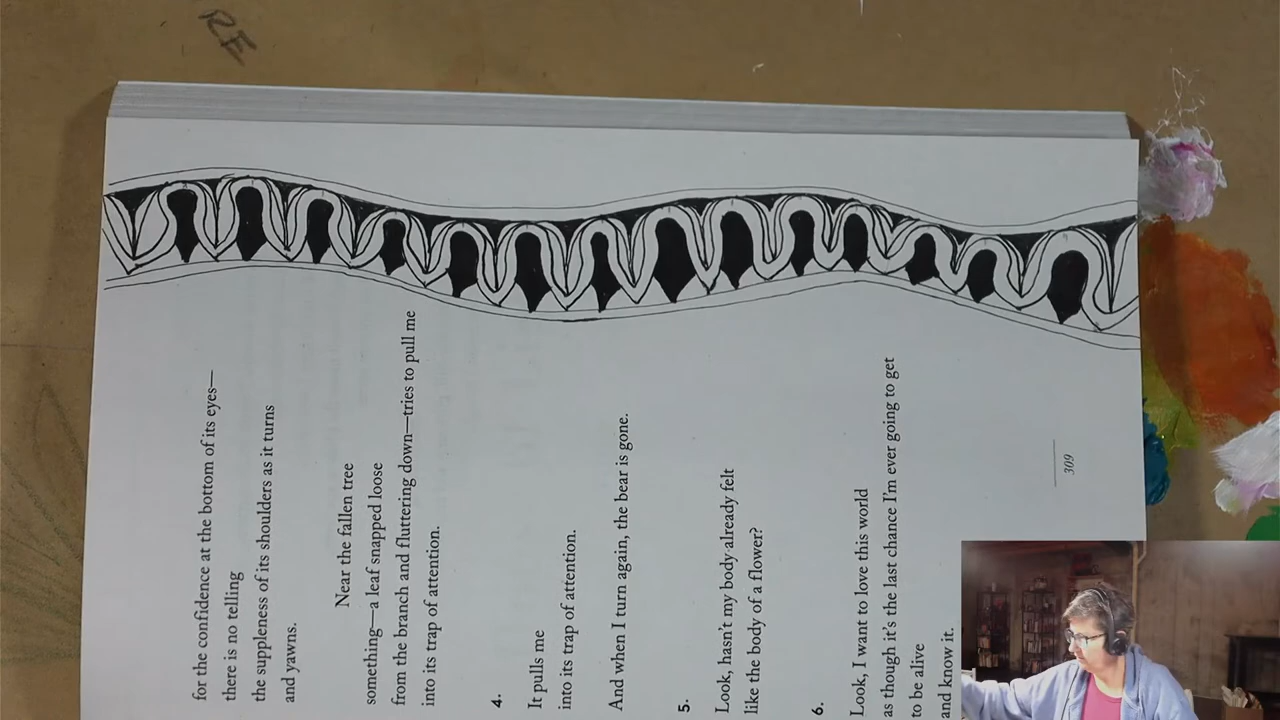 RE
for the confidence at the bottom of its eyes—
there is no telling
the suppleness of its shoulders as it turns
and yawns.
Near the fallen tree
something—a leaf snapped loose
from the branch and fluttering down—tries to pull me
into its trap of attention.
4.
It pulls me
into its trap of attention.
And when I turn again, the bear is gone.
5.
Look, hasn't my body already felt
like the body of a flower?
6.
Look, I want to love this world
as though it's the last chance I'm ever going to get
to be alive
and know it.
309